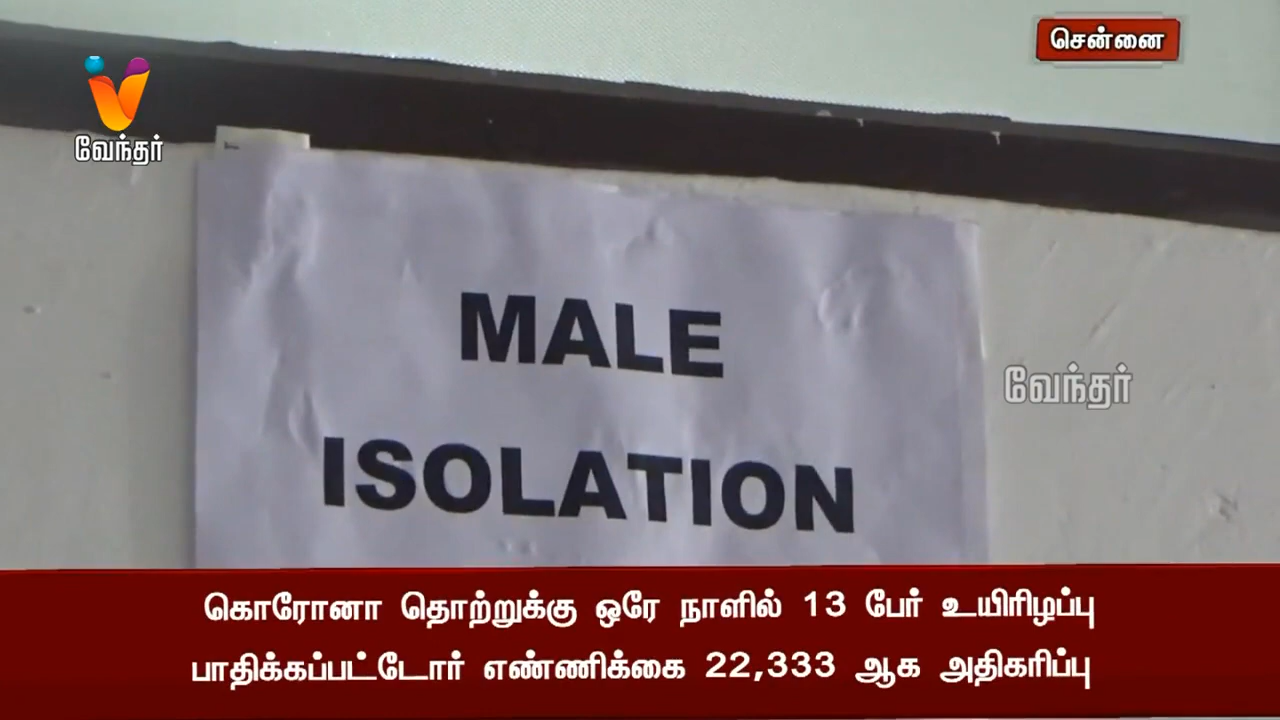 சென்னை
வேந்தர்
MALE
வேந்தர்
ISOLATION
கொரோனா தொற்றுக்கு ஒரே நாளில் 13 பேர் உயிரிழப்பு
பாதிக்கப்பட்டோர் எண்ணிக்கை 22,333 ஆக அதிகரிப்பு